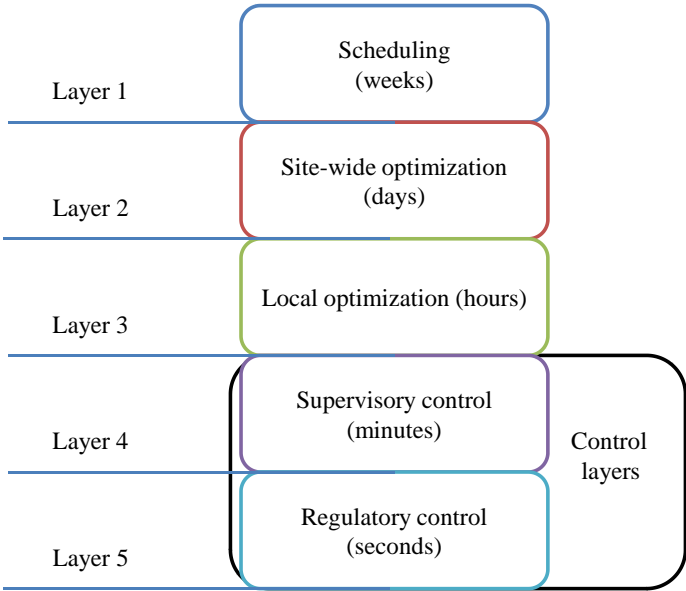 Scheduling
(weeks)
Layer 1
Site-wide optimization
(days)
Layer 2
Local optimization (hours)
Layer 3
Supervisory control
(minutes)
Layer 4
Control
layers
Regulatory control
(seconds)
Layer 5